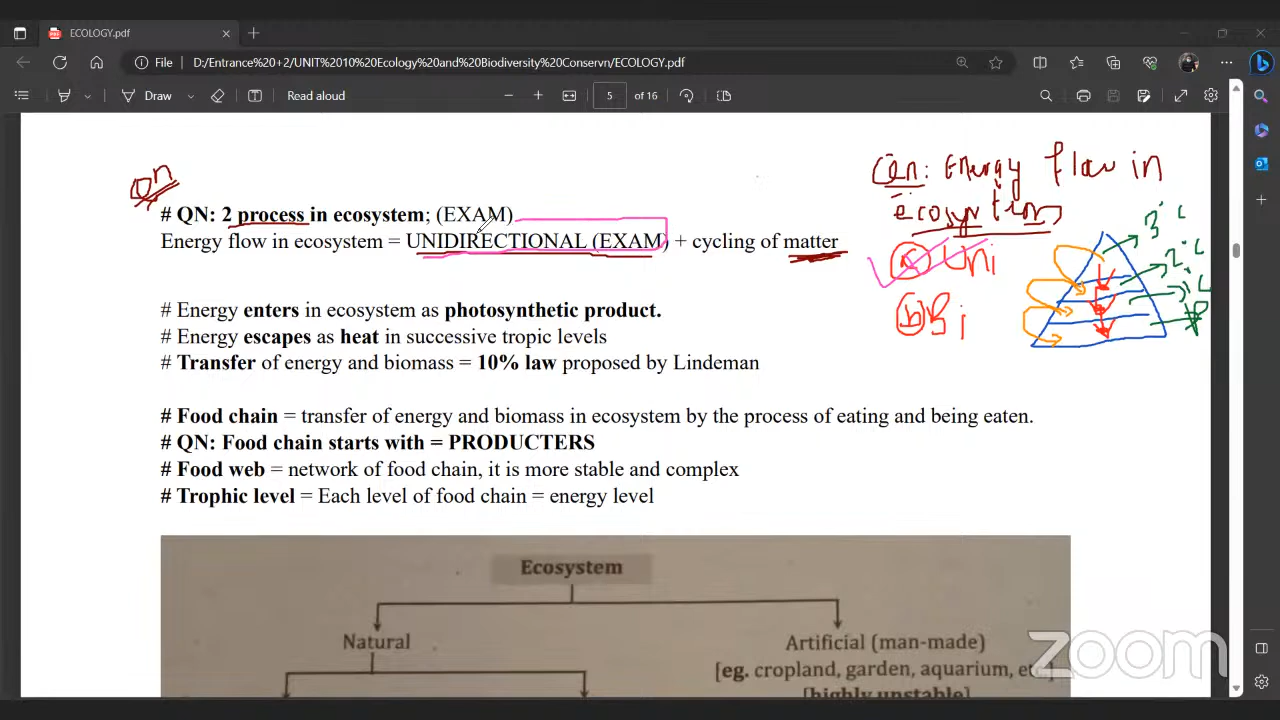 ECOLOGY.pdf
File D:/Entrance%20+2/UNIT%2010%20Ecology%20and%20Biodiversity%20Conservn/ECOLOGY.pdf
Draw Read aloud 5 of 16
Qn
Qn: Energy flow in
ecosystem
# QN: 2 process in ecosystem; (EXAM)
Energy flow in ecosystem = UNIDIRECTIONAL (EXAM) + cycling of matter
(a) Uni
(b) Bi
3° C
2° C
1° C
P
# Energy enters in ecosystem as photosynthetic product.
# Energy escapes as heat in successive tropic levels
# Transfer of energy and biomass = 10% law proposed by Lindeman
# Food chain = transfer of energy and biomass in ecosystem by the process of eating and being eaten.
# QN: Food chain starts with = PRODUCTERS
# Food web = network of food chain, it is more stable and complex
# Trophic level = Each level of food chain = energy level
Ecosystem
Natural
Artificial (man-made)
[eg. cropland, garden, aquarium, etc.]
[highly unstable]
zoom